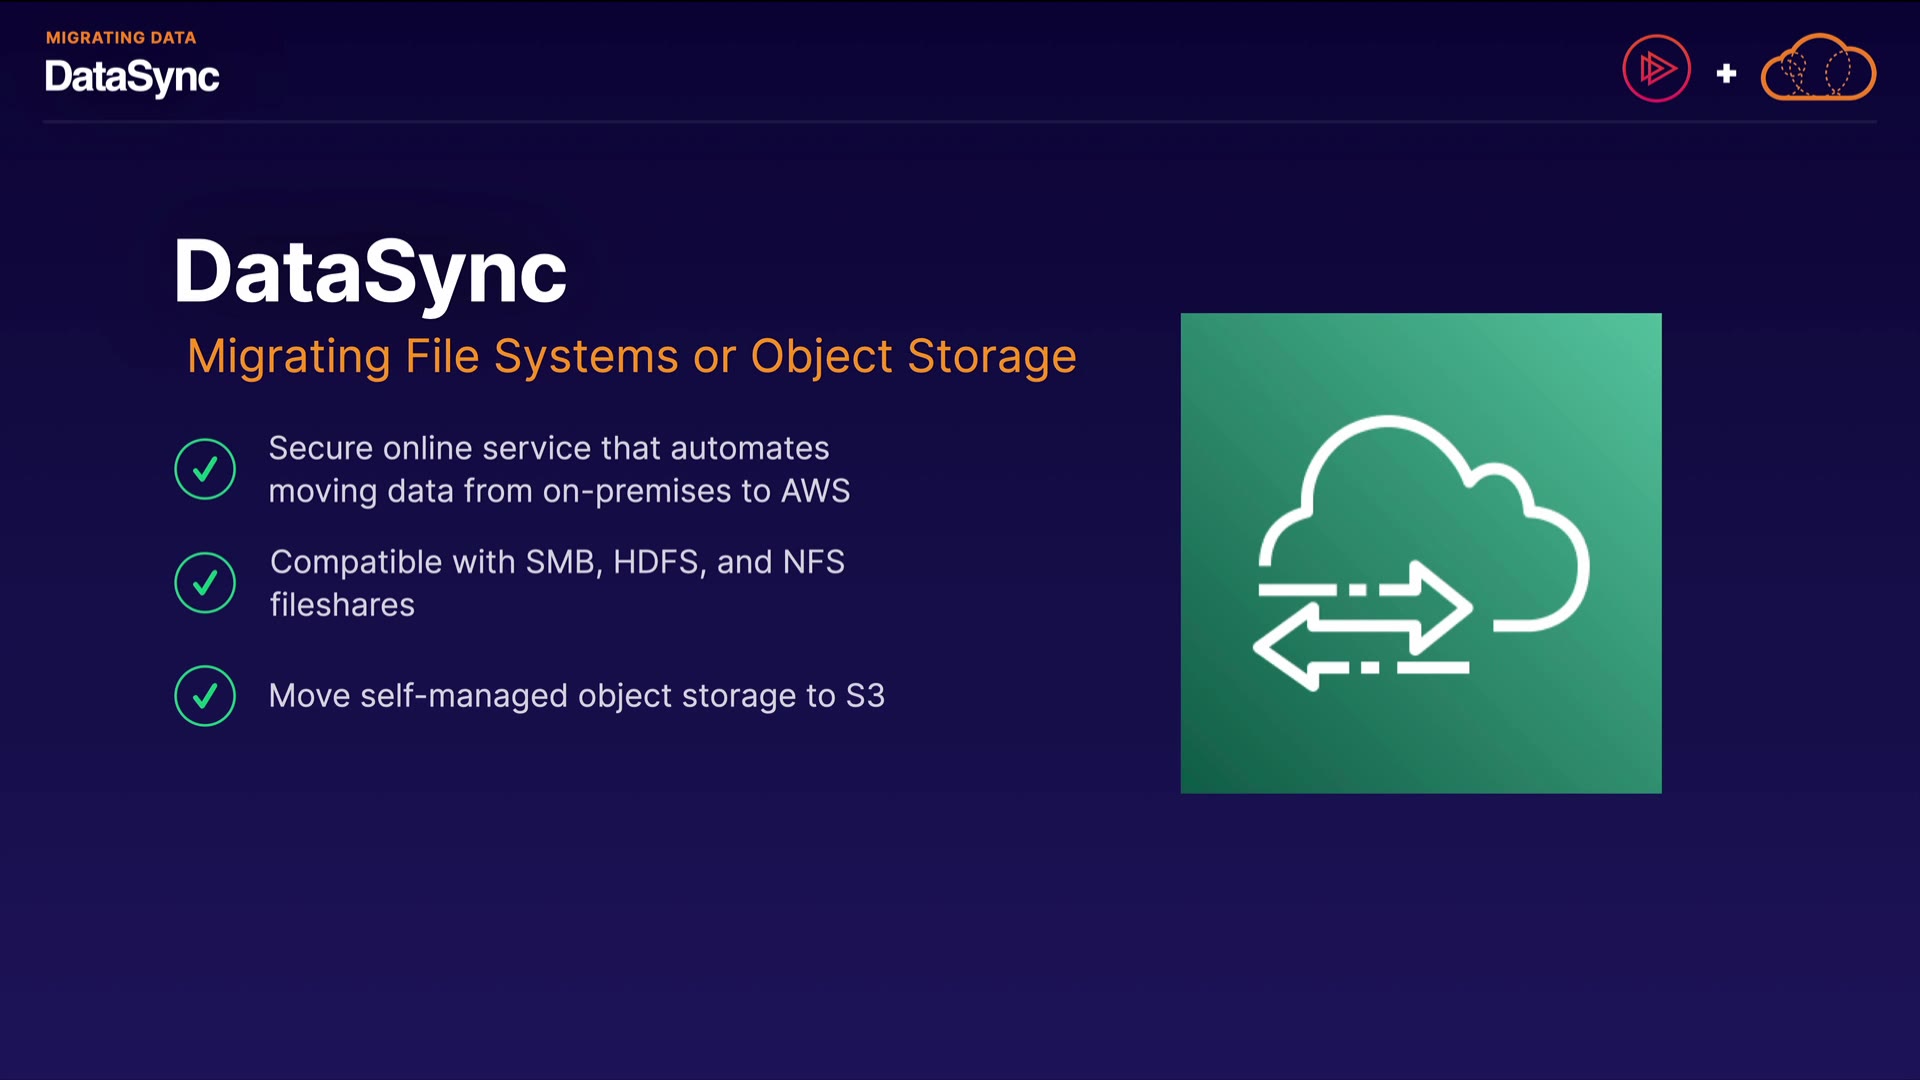 MIGRATING DATA
DataSync
DataSync
Migrating File Systems or Object Storage
Secure online service that automates
moving data from on-premises to AWS
Compatible with SMB, HDFS, and NFS
fileshares
Move self-managed object storage to S3